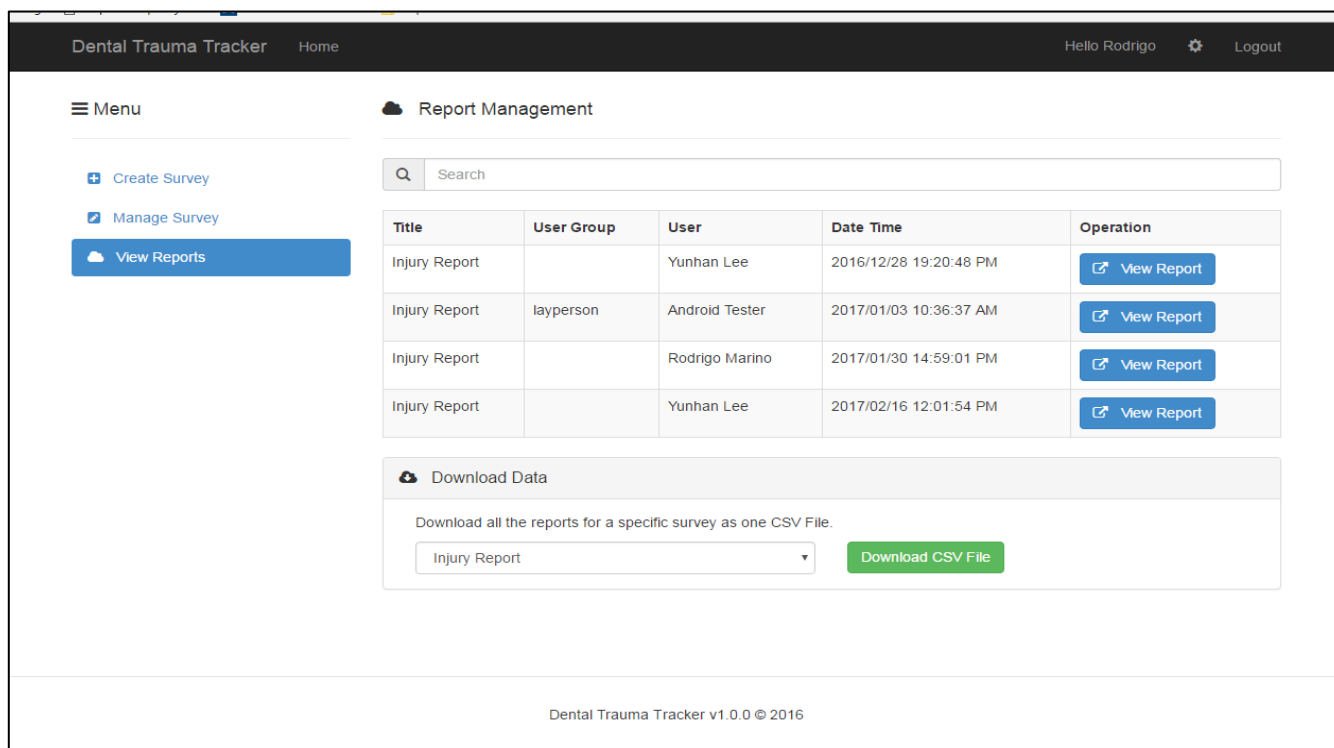 Dental Trauma Tracker Home Hello Rodrigo Logout
Menu
Report Management
Create Survey
Manage Survey
View Reports
Search
Title User Group User Date Time Operation
Injury Report Yunhan Lee 2016/12/28 19:20:48 PM View Report
Injury Report layperson Android Tester 2017/01/03 10:36:37 AM View Report
Injury Report Rodrigo Marino 2017/01/30 14:59:01 PM View Report
Injury Report Yunhan Lee 2017/02/16 12:01:54 PM View Report
Download Data
Download all the reports for a specific survey as one CSV File.
Injury Report Download CSV File
Dental Trauma Tracker v1.0.0 © 2016